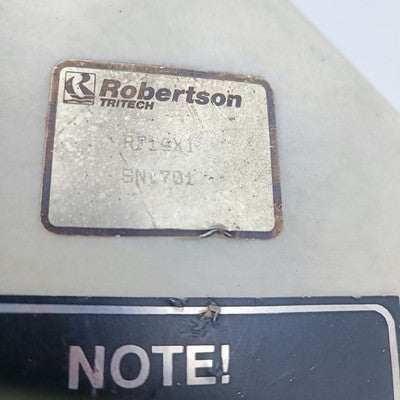 Robertson
TRITECH
RF14XI
SN.701
NOTE!